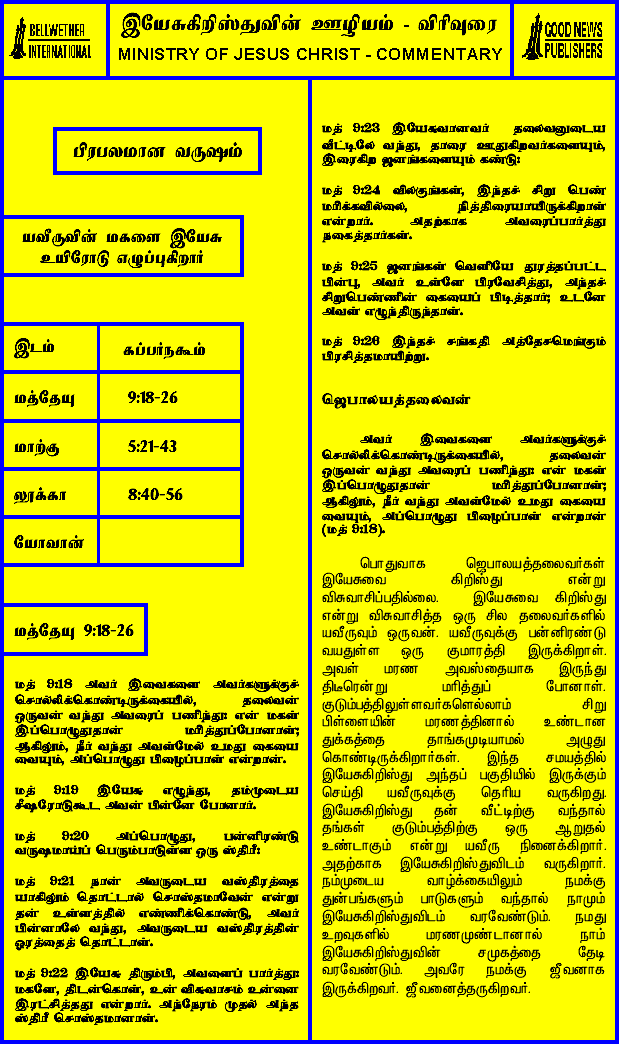 BELLWETHER
INTERNATIONAL
இயேசுகிறிஸ்துவின் ஊழியம் - விரிவுரை
MINISTRY OF JESUS CHRIST - COMMENTARY
GOOD NEWS
PUBLISHERS
பிரபலமான வருஷம்
யவீருவின் மகளை இயேசு
உயிரோடு எழுப்புகிறார்
இடம் கப்பர்நகூம்
மத்தேயு 9:18-26
மாற்கு 5:21-43
லூக்கா 8:40-56
யோவான்
மத்தேயு 9:18-26
மத் 9:18 அவர் இவைகளை அவர்களுக்குச்
சொல்லிக்கொண்டிருக்கையில், தலைவன்
ஒருவன் வந்து அவரைப் பணிந்து: என் மகள்
இப்பொழுதுதான் மரித்துப்போனாள்;
ஆகிலும், நீர் வந்து அவள்மேல் உமது கையை
வையும், அப்பொழுது பிழைப்பாள் என்றான்.
மத் 9:19 இயேசு எழுந்து, தம்முடைய
சீஷரோடுகூட அவன் பின்னே போனார்.
மத் 9:20 அப்பொழுது, பன்னிரண்டு
வருஷமாய்ப் பெரும்பாடுள்ள ஒரு ஸ்திரீ:
மத் 9:21 நான் அவருடைய வஸ்திரத்தை
யாகிலும் தொட்டால் சொஸ்தமாவேன் என்று
தன் உள்ளத்தில் எண்ணிக்கொண்டு, அவர்
பின்னாலே வந்து, அவருடைய வஸ்திரத்தின்
ஓரத்தைத் தொட்டாள்.
மத் 9:22 இயேசு திரும்பி, அவளைப் பார்த்து:
மகளே, திடன்கொள், உன் விசுவாசம் உன்னை
இரட்சித்தது என்றார். அந்நேரம் முதல் அந்த
ஸ்திரீ சொஸ்தமானாள்.
மத் 9:23 இயேசுவானவர் தலைவனுடைய
வீட்டிலே வந்து, தாரை ஊதுகிறவர்களையும்,
இரைகிற ஜனங்களையும் கண்டு:
மத் 9:24 விலகுங்கள், இந்தச் சிறு பெண்
மரிக்கவில்லை, நித்திரையாயிருக்கிறாள்
என்றார். அதற்காக அவரைப்பார்த்து
நகைத்தார்கள்.
மத் 9:25 ஜனங்கள் வெளியே துரத்தப்பட்ட
பின்பு, அவர் உள்ளே பிரவேசித்து, அந்தச்
சிறுபெண்ணின் கையைப் பிடித்தார்; உடனே
அவள் எழுந்திருந்தாள்.
மத் 9:26 இந்தச் சங்கதி அத்தேசமெங்கும்
பிரசித்தமாயிற்று.
ஜெபாலயத்தலைவன்
அவர் இவைகளை அவர்களுக்குச்
சொல்லிக்கொண்டிருக்கையில், தலைவன்
ஒருவன் வந்து அவரைப் பணிந்து: என் மகள்
இப்பொழுதுதான் மரித்துப்போனாள்;
ஆகிலும், நீர் வந்து அவள்மேல் உமது கையை
வையும், அப்பொழுது பிழைப்பாள் என்றான்
(மத் 9:18).
பொதுவாக ஜெபாலயத்தலைவர்கள்
இயேசுவை கிறிஸ்து என்று
விசுவாசிப்பதில்லை. இயேசுவை கிறிஸ்து
என்று விசுவாசித்த ஒரு சில தலைவர்களில்
யவீருவும் ஒருவன். யவீருவுக்கு பன்னிரண்டு
வயதுள்ள ஒரு குமாரத்தி இருக்கிறாள்.
அவள் மரண அவஸ்தையாக இருந்து
திடீரென்று மரித்துப் போனாள்.
குடும்பத்திலுள்ளவர்களெல்லாம் சிறு
பிள்ளையின் மரணத்தினால் உண்டான
துக்கத்தை தாங்கமுடியாமல் அழுது
கொண்டிருக்கிறார்கள். இந்த சமயத்தில்
இயேசுகிறிஸ்து அந்தப் பகுதியில் இருக்கும்
செய்தி யவீருவுக்கு தெரிய வருகிறது.
இயேசுகிறிஸ்து தன் வீட்டிற்கு வந்தால்
தங்கள் குடும்பத்திற்கு ஒரு ஆறுதல்
உண்டாகும் என்று யவீரு நினைக்கிறார்.
அதற்காக இயேசுகிறிஸ்துவிடம் வருகிறார்.
நம்முடைய வாழ்க்கையிலும் நமக்கு
துன்பங்களும் பாடுகளும் வந்தால் நாமும்
இயேசுகிறிஸ்துவிடம் வரவேண்டும். நமது
உறவுகளில் மரணமுண்டானால் நாம்
இயேசுகிறிஸ்துவின் சமுகத்தை தேடி
வரவேண்டும். அவரே நமக்கு ஜீவனாக
இருக்கிறவர். ஜீவனைத்தருகிறவர்.